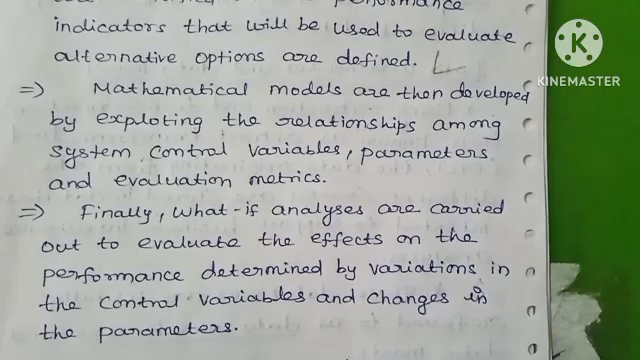 performance
indicators that will be used to evaluate
alternative options are defined.
=> Mathematical models are then developed
by exploting the relationships among
system control variables, parameters
and evaluation metrics.
=> Finally, what-if analyses are carried
out to evaluate the effects on the
performance determined by variations in
the control variables and changes in
the parameters.
KINEMASTER